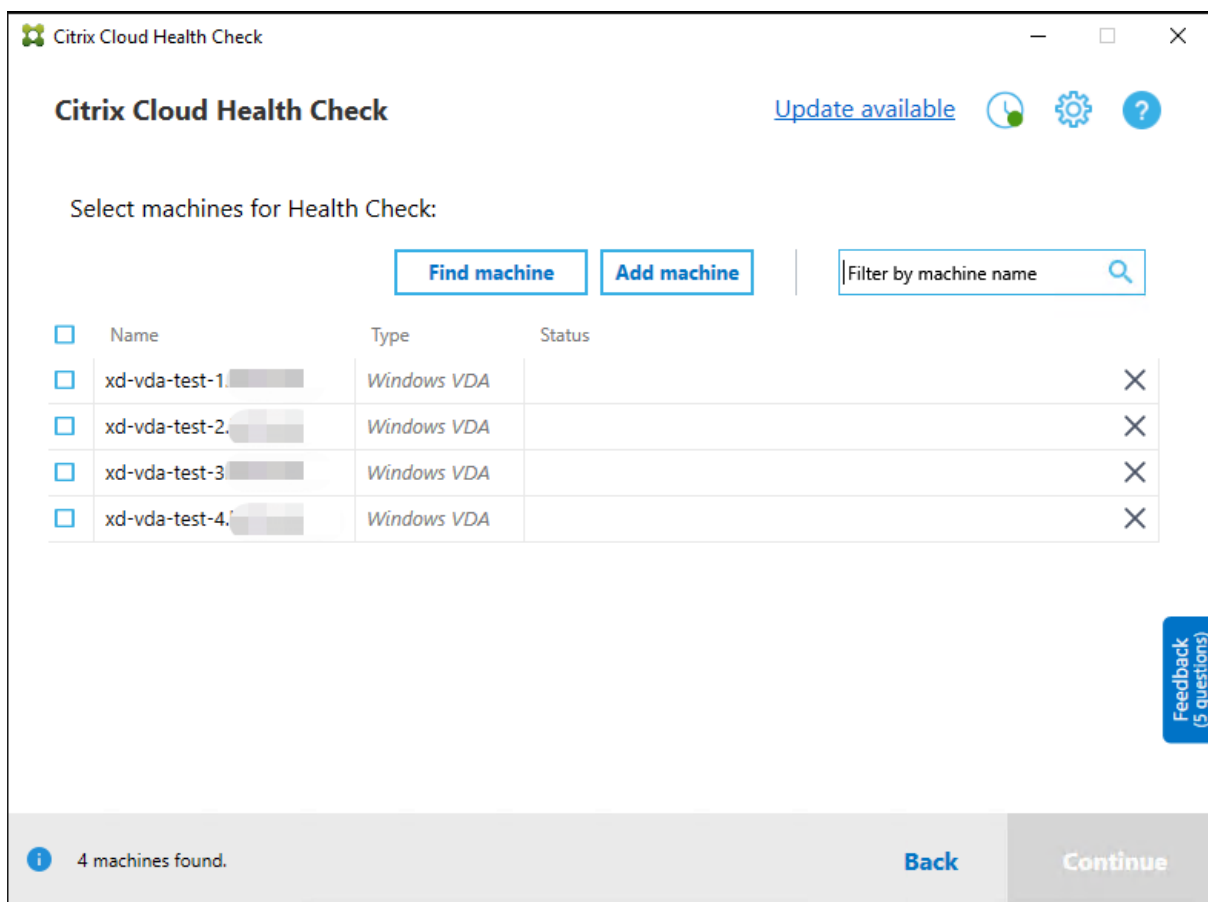 Citrix Cloud Health Check
Citrix Cloud Health Check
Update available
?
Select machines for Health Check:
Find machine
Add machine
Filter by machine name
Name Type Status
xd-vda-test-1. Windows VDA
xd-vda-test-2. Windows VDA
xd-vda-test-3 Windows VDA
xd-vda-test-4. Windows VDA
Feedback
(5 questions)
i 4 machines found.
Back
Continue